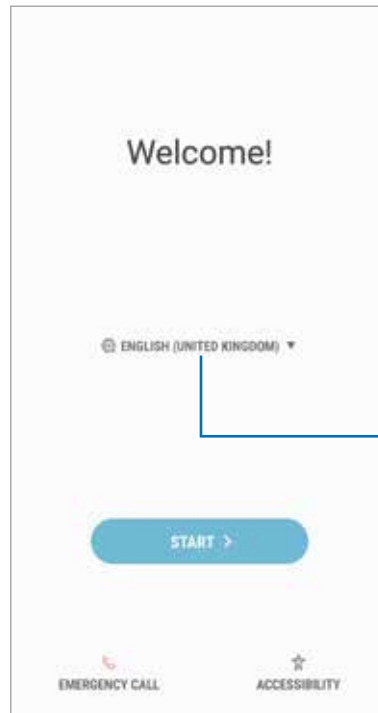 Welcome!
ENGLISH (UNITED KINGDOM)
START
EMERGENCY CALL
ACCESSIBILITY